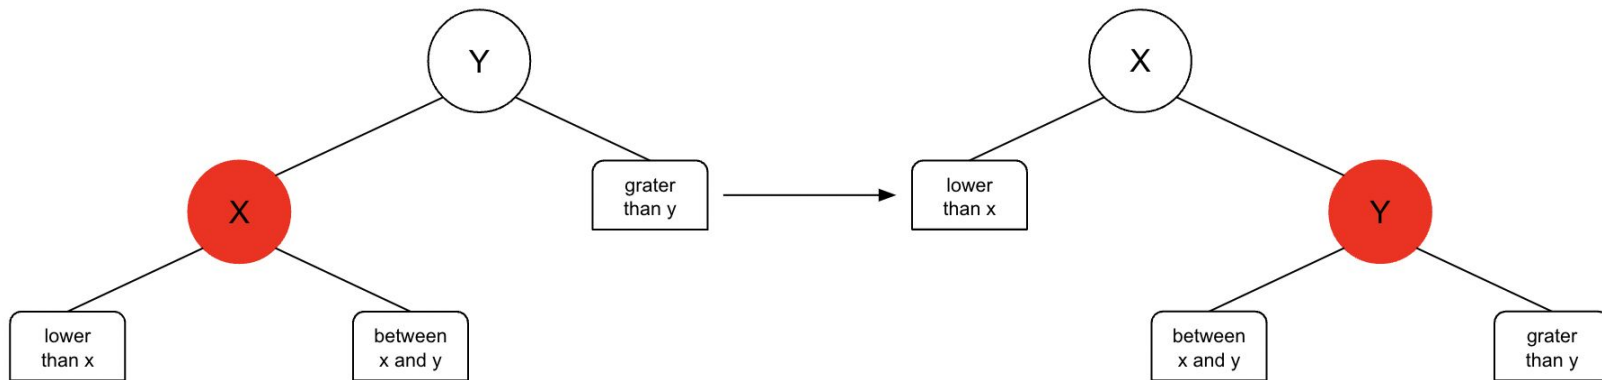 Y
X
X
grater
than y
lower
than x
Y
lower
than x
between
x and y
between
x and y
grater
than y